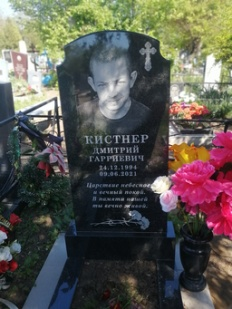 КИСТНЕР
ДМИТРИЙ
ГАРРИЕВИЧ
24.12.1994
09.06.2021
Царствие небесное
и вечный покой.
В памяти нашей
ты вечно живой.